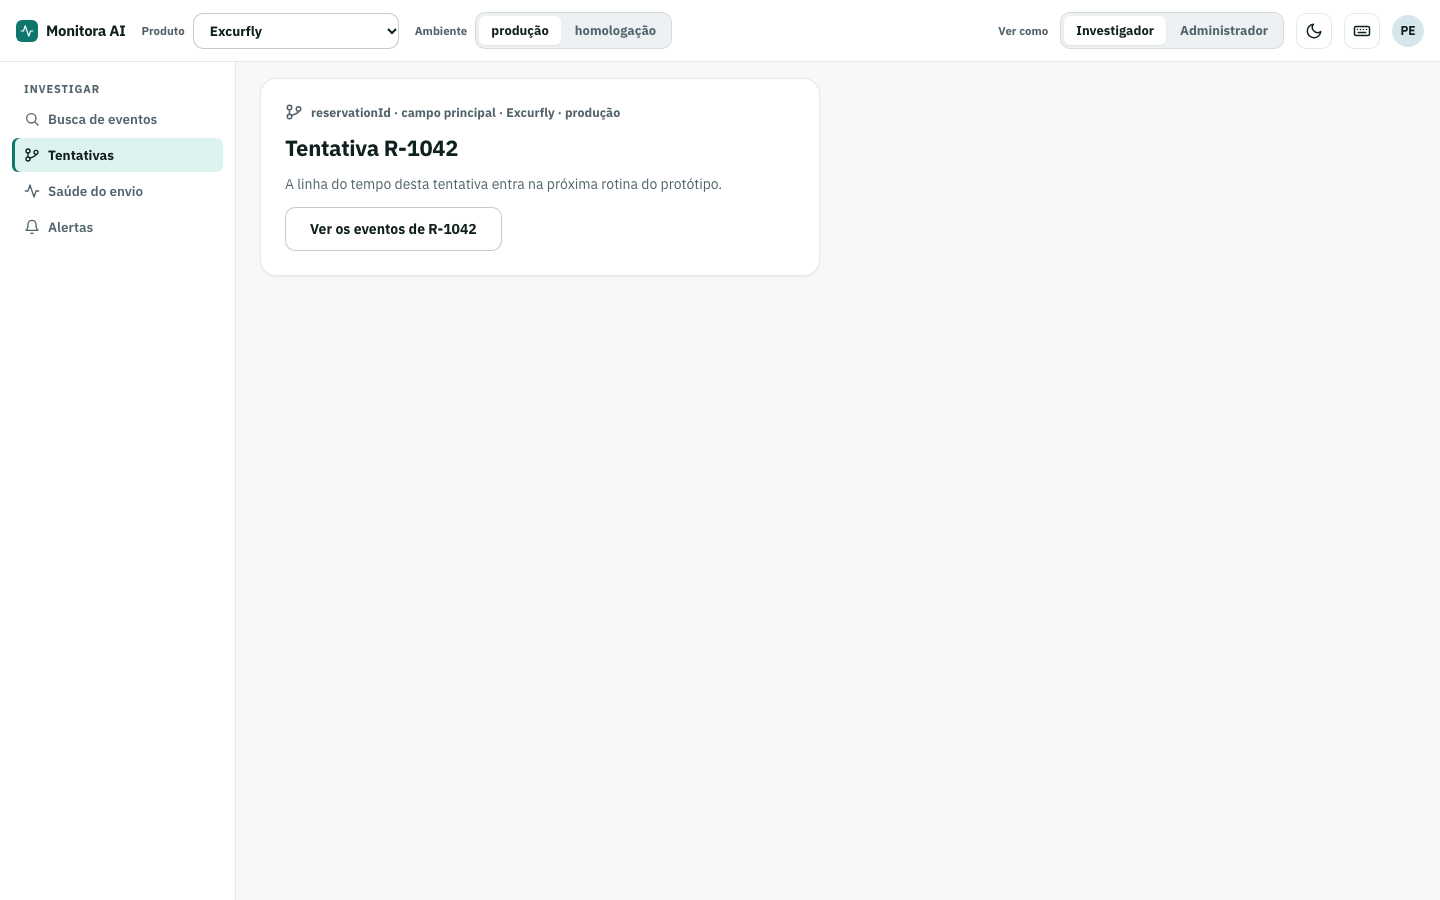 Monitora AI Produto Excurfly Ambiente produção homologação Ver como Investigador Administrador PE
INVESTIGAR
Busca de eventos
Tentativas
Saúde do envio
Alertas
reservationId · campo principal · Excurfly · produção
Tentativa R-1042
A linha do tempo desta tentativa entra na próxima rotina do protótipo.
Ver os eventos de R-1042